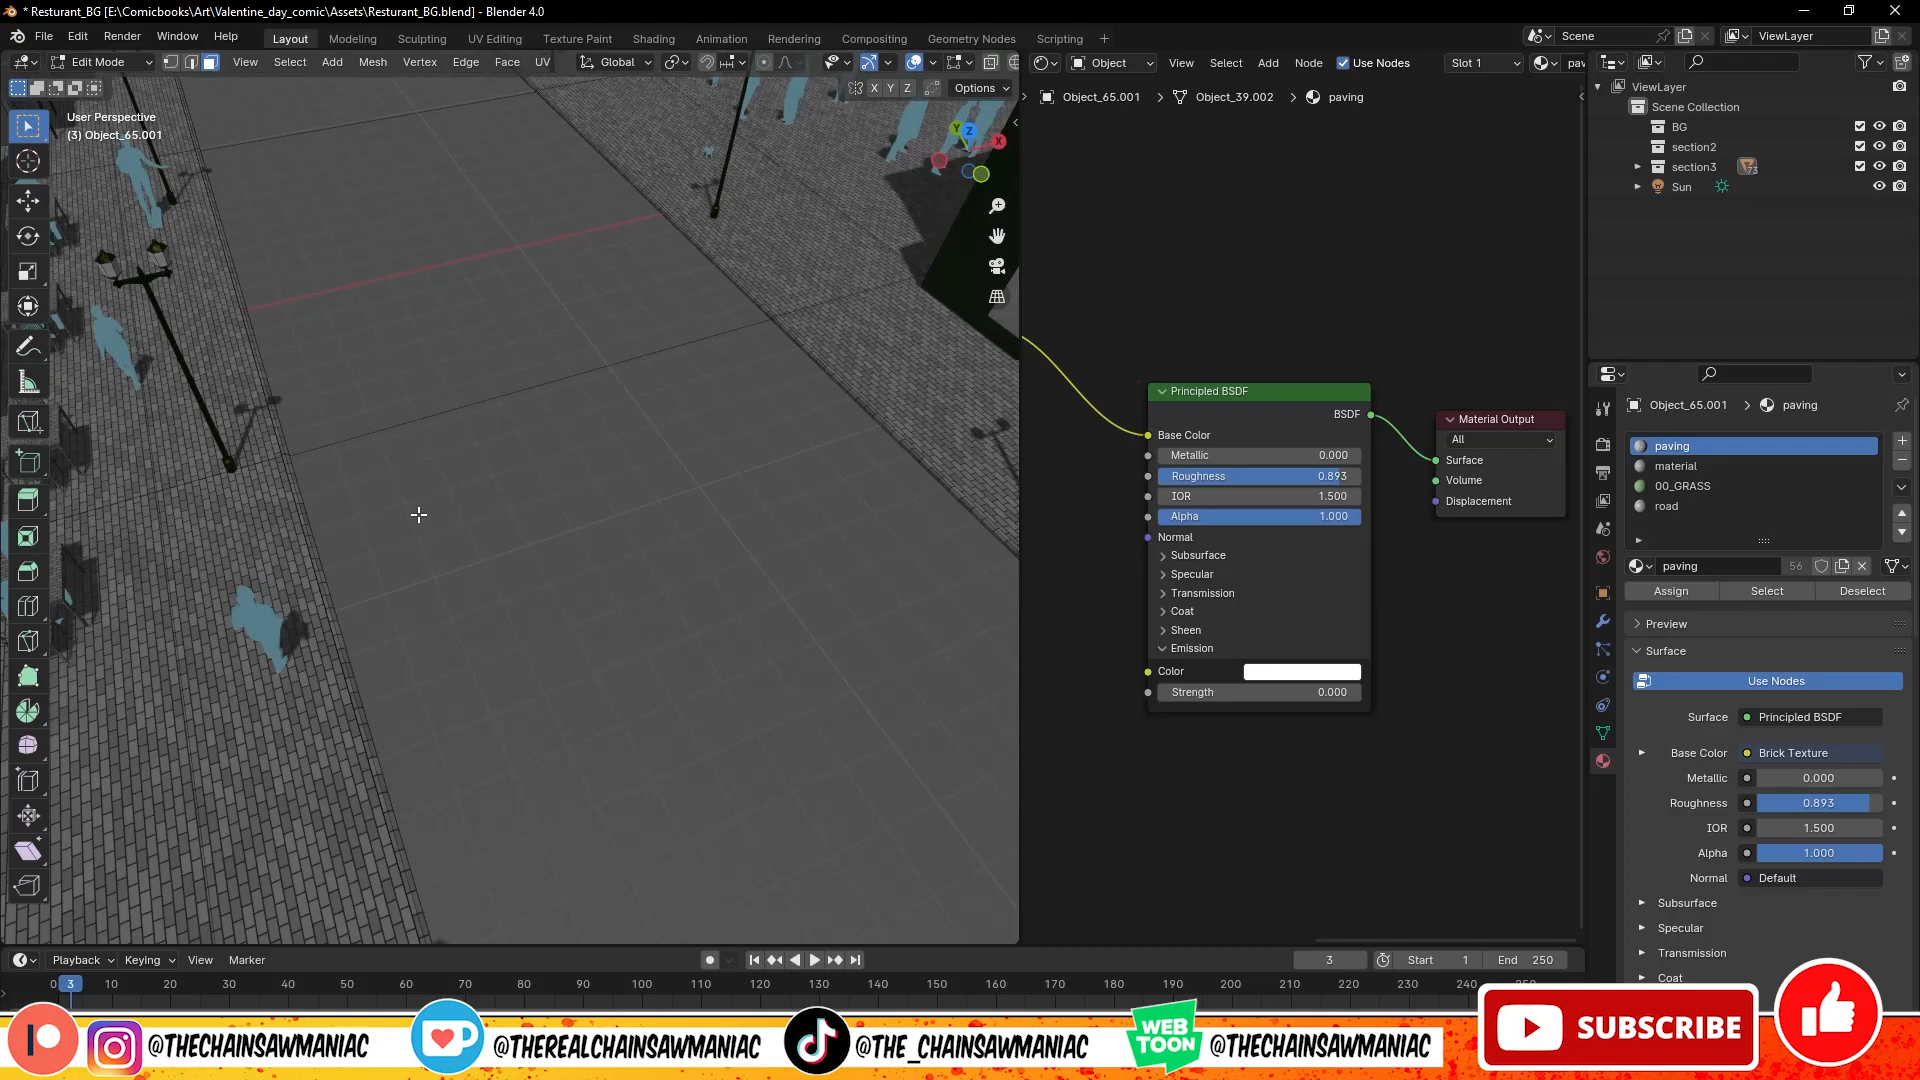 * Resturant_BG [E:\Comicbooks\Art\Valentine_day_comic\Assets\Resturant_BG.blend] - Blender 4.0
File Edit Render Window Help Layout Modeling Sculpting UV Editing Texture Paint Shading Animation Rendering Compositing Geometry Nodes Scripting + Scene ViewLayer
Edit Mode View Select Add Mesh Vertex Edge Face UV Global Object View Select Add Node Use Nodes Slot 1 pav
X Y Z Options
User Perspective
(3) Object_65.001
Y Z X
Object_65.001 > Object_39.002 > paving
Principled BSDF
BSDF
Base Color
Metallic 0.000
Roughness 0.893
IOR 1.500
Alpha 1.000
Normal
Subsurface
Specular
Transmission
Coat
Sheen
Emission
Color
Strength 0.000
Material Output
All
Surface
Volume
Displacement
ViewLayer
Scene Collection
BG
section2
section3 73
Sun
Object_65.001 > paving
paving
material
00_GRASS
road
paving 56
Assign Select Deselect
Preview
Surface
Use Nodes
Surface Principled BSDF
Base Color Brick Texture
Metallic 0.000
Roughness 0.893
IOR 1.500
Alpha 1.000
Normal Default
Subsurface
Specular
Transmission
Coat
Playback Keying View Marker 3 Start 1 End 250
0 3 10 20 30 40 50 60 70 80 90 100 110 120 130 140 150 160 170 180 190 200 210 220 230 240 250
@THECHAINSAWMANIAC @THEREALCHAINSAWMANIAC @THE_CHAINSAWMANIAC WEB TOON @THECHAINSAWMANIAC SUBSCRIBE